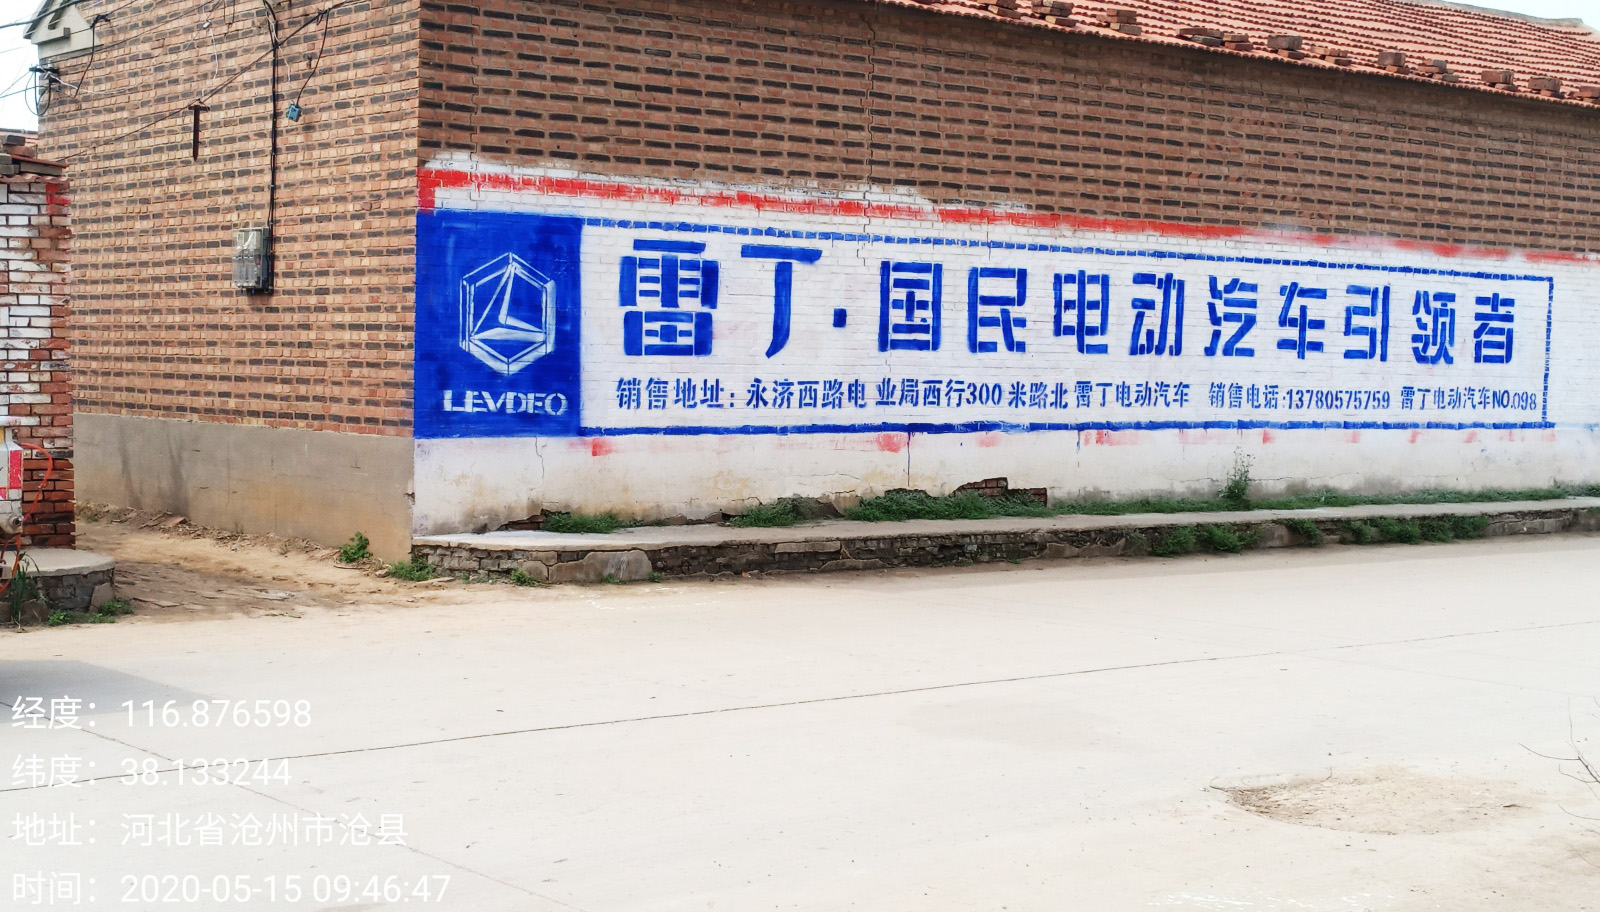 雷丁·国民电动汽车引领者
LEVDEO
销售地址：永济西路电业局西行300米路北 雷丁电动汽车 销售电话:13780575759 雷丁电动汽车NO.098
经度：116.876598
纬度：38.133244
地址：河北省沧州市沧县
时间：2020-05-15 09:46:47